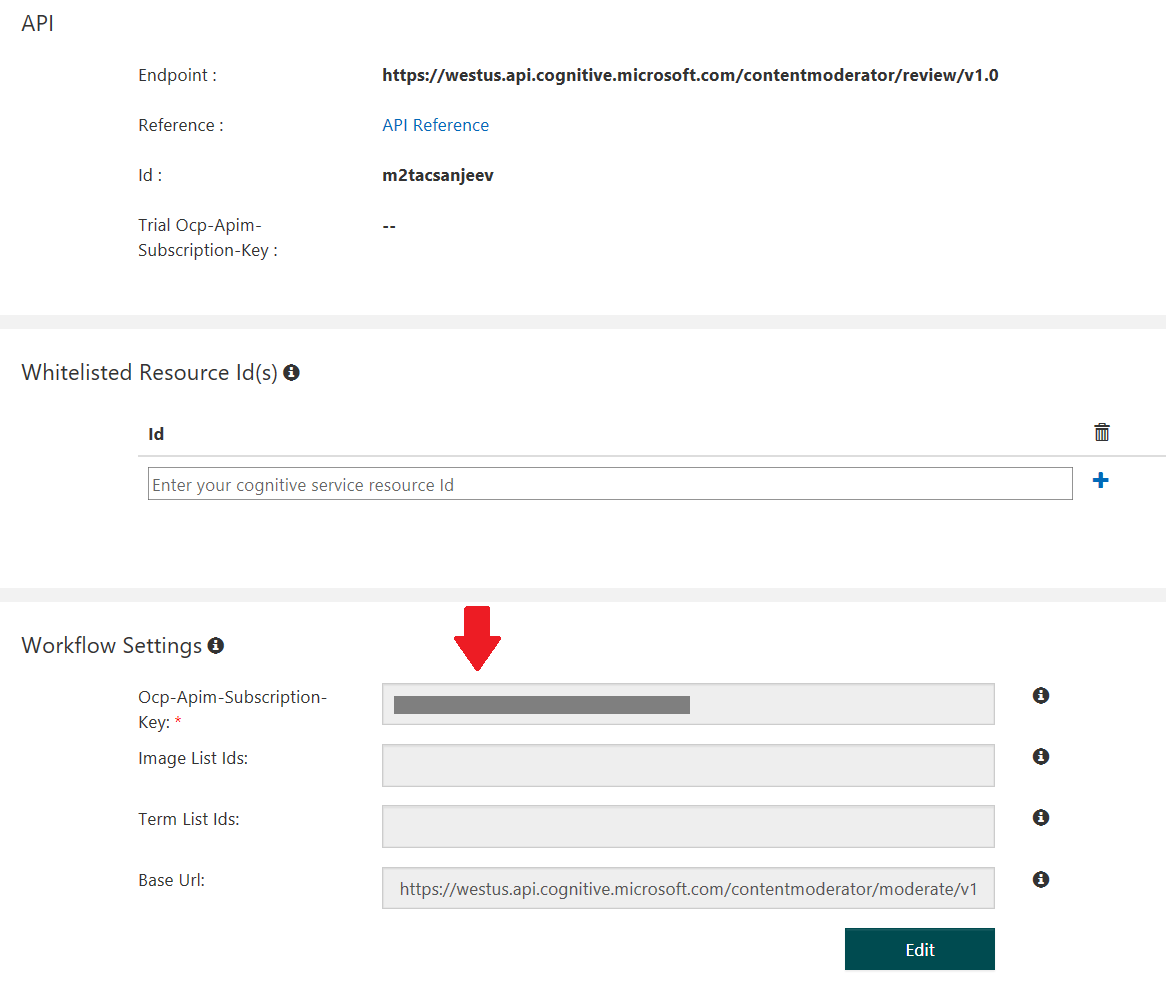 API
Endpoint :
https://westus.api.cognitive.microsoft.com/contentmoderator/review/v1.0
Reference :
API Reference
Id :
m2tacsanjeev
Trial Ocp-Apim-
Subscription-Key :
--
Whitelisted Resource Id(s)
Id
Enter your cognitive service resource Id
Workflow Settings
Ocp-Apim-Subscription-
Key: *
Image List Ids:
Term List Ids:
Base Url:
https://westus.api.cognitive.microsoft.com/contentmoderator/moderate/v1
Edit